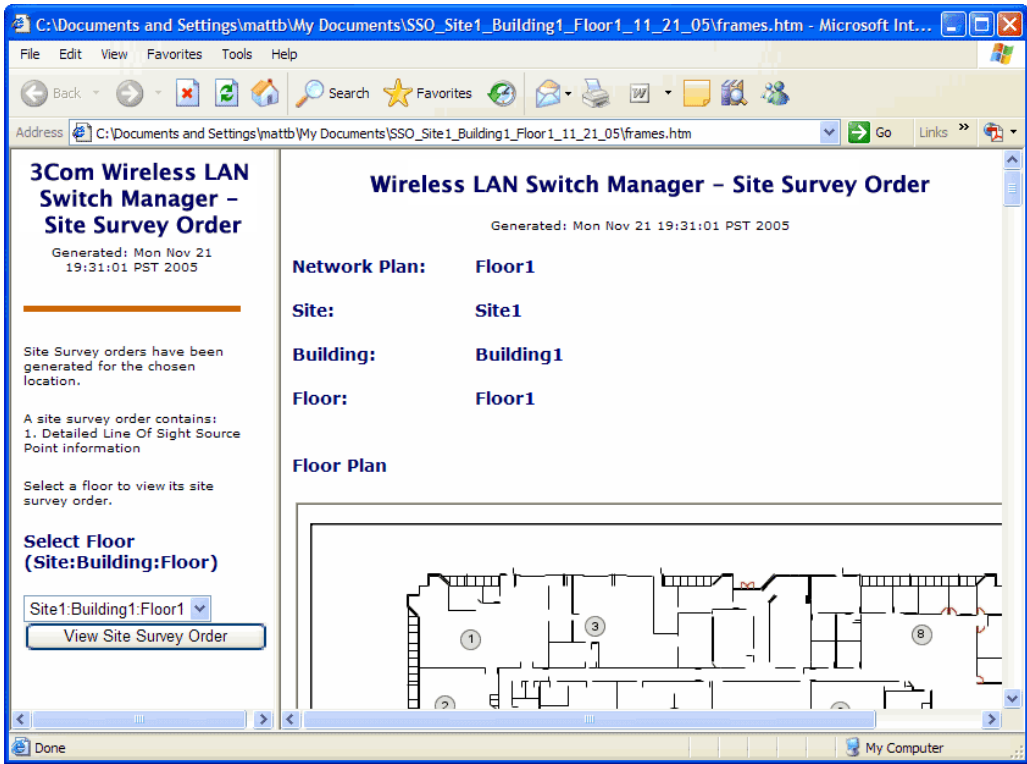 C:\Documents and Settings\mattb\My Documents\SSO_Site1_Building1_Floor1_11_21_05\frames.htm - Microsoft Int...
File Edit View Favorites Tools Help
Back Search Favorites
Address C:\Documents and Settings\mattb\My Documents\SSO_Site1_Building1_Floor1_11_21_05\frames.htm Go Links »
3Com Wireless LAN
Switch Manager –
Site Survey Order
Generated: Mon Nov 21
19:31:01 PST 2005
Site Survey orders have been
generated for the chosen
location.
A site survey order contains:
1. Detailed Line Of Sight Source
Point information
Select a floor to view its site
survey order.
Select Floor
(Site:Building:Floor)
Site1:Building1:Floor1
View Site Survey Order
Wireless LAN Switch Manager – Site Survey Order
Generated: Mon Nov 21 19:31:01 PST 2005
Network Plan: Floor1
Site: Site1
Building: Building1
Floor: Floor1
Floor Plan
3
8
1
2
Done My Computer